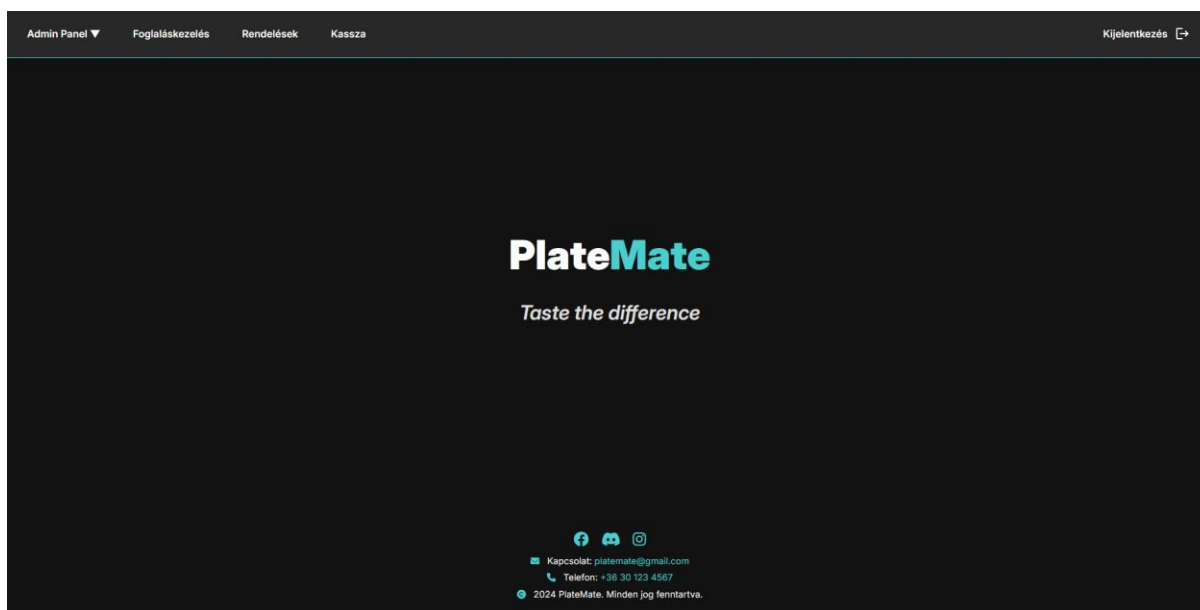 Admin Panel ▼ Foglaláskezelés Rendelések Kassza Kijelentkezés
PlateMate
Taste the difference
Kapcsolat: platemate@gmail.com
Telefon: +36 30 123 4567
© 2024 PlateMate. Minden jog fenntartva.